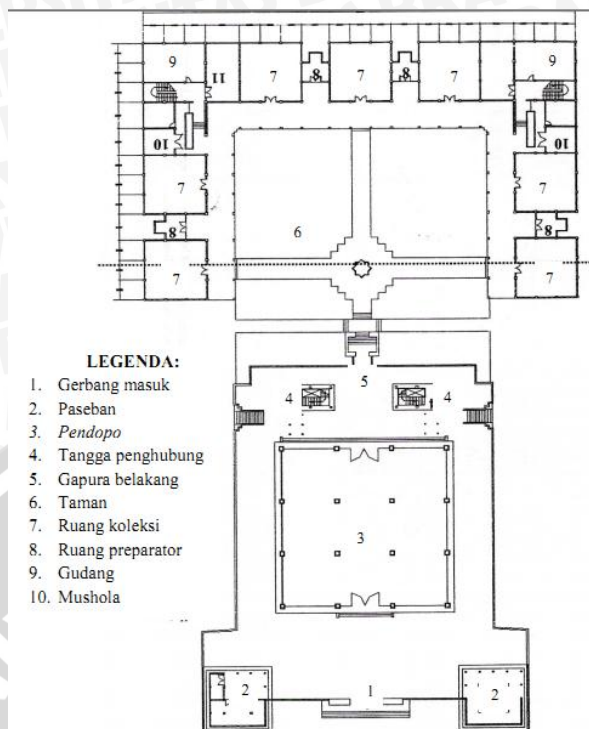 9
11
7
8
7
8
7
9
10
10
7
7
8
6
8
7
7
LEGENDA:
1. Gerbang masuk
2. Paseban
3. Pendopo
4. Tangga penghubung
5. Gapura belakang
6. Taman
7. Ruang koleksi
8. Ruang preparator
9. Gudang
10. Mushola
5
4
4
3
2
1
2